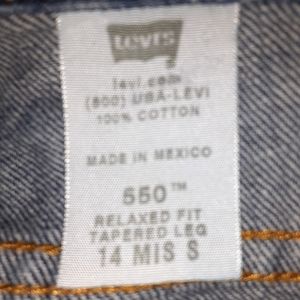 Levi's
levi.com
(800) USA-LEVI
100% COTTON
MADE IN MEXICO
550™
RELAXED FIT
TAPERED LEG
14 MIS S